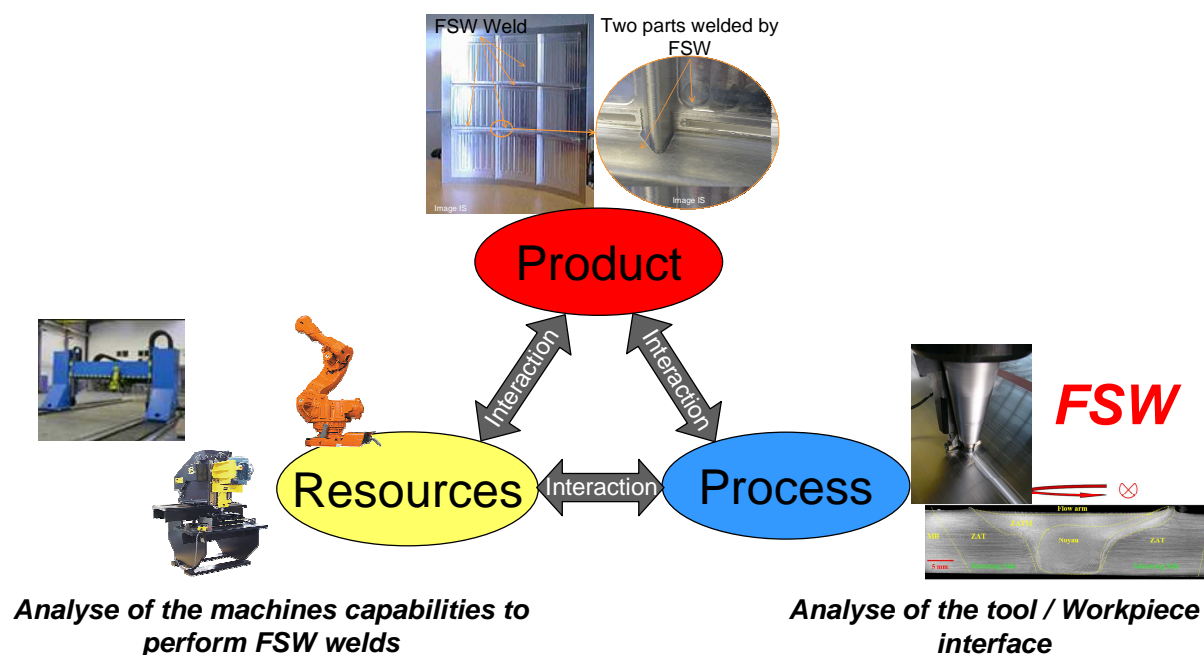 FSW Weld
Two parts welded by
FSW
Image IS
Image IS
Product
Interaction
Interaction
FSW
Resources
Interaction
Process
Flow arm
MB
ZAT
Noyau
ZAT
5 mm
Analyse of the machines capabilities to
perform FSW welds
Analyse of the tool / Workpiece
interface